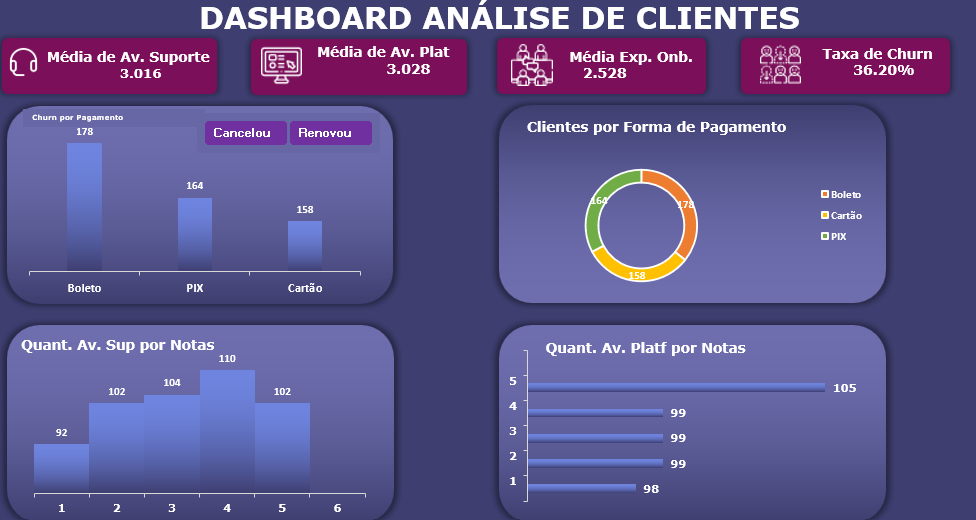 DASHBOARD ANÁLISE DE CLIENTES
Média de Av. Suporte
3.016
Média de Av. Plat
3.028
Média Exp. Onb.
2.528
Taxa de Churn
36.20%
Churn por Pagamento
Cancelou
Renovou
178
164
158
Boleto
PIX
Cartão
Clientes por Forma de Pagamento
164
178
158
Boleto
Cartão
PIX
Quant. Av. Sup por Notas
92
102
104
110
102
1
2
3
4
5
6
Quant. Av. Platf por Notas
5
105
4
99
3
99
2
99
1
98